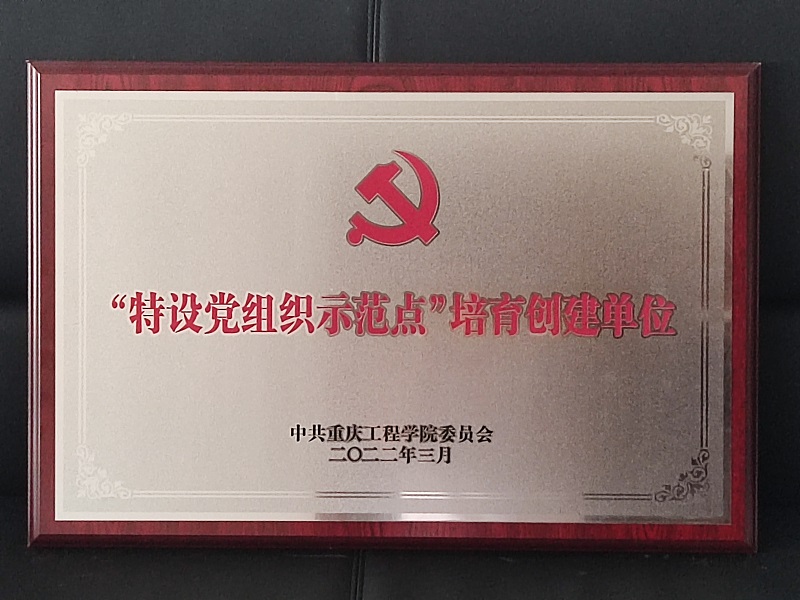 “特设党组织示范点”培育创建单位
中共重庆工程学院委员会
二〇二二年三月